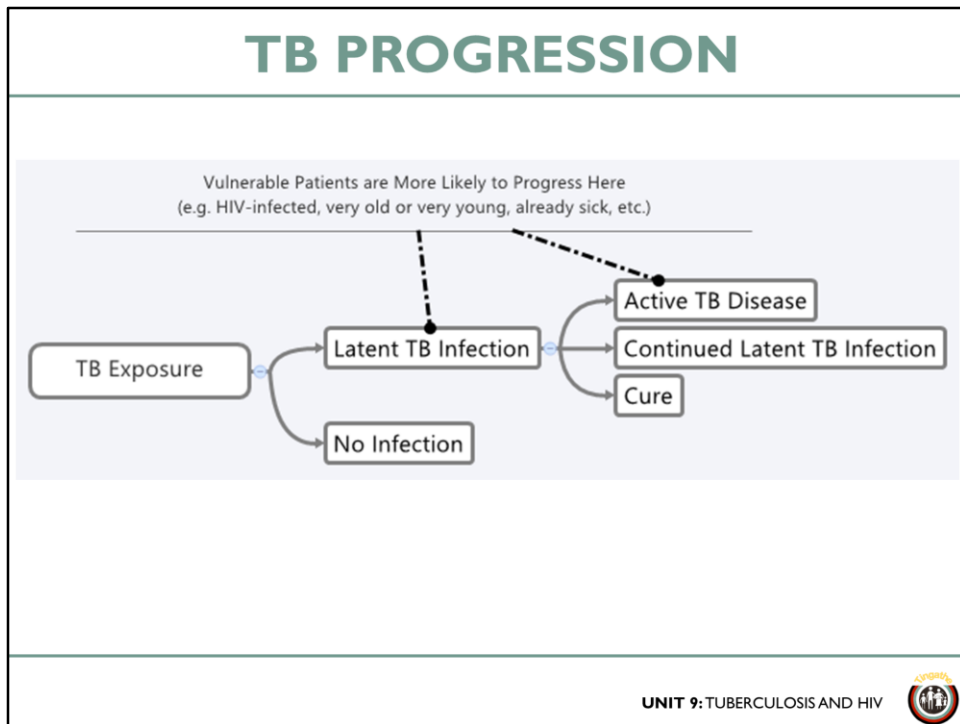 TB PROGRESSION
Vulnerable Patients are More Likely to Progress Here
(e.g. HIV-infected, very old or very young, already sick, etc.)
Active TB Disease
Latent TB Infection
Continued Latent TB Infection
TB Exposure
Cure
No Infection
UNIT 9: TUBERCULOSIS AND HIV
Tingathe